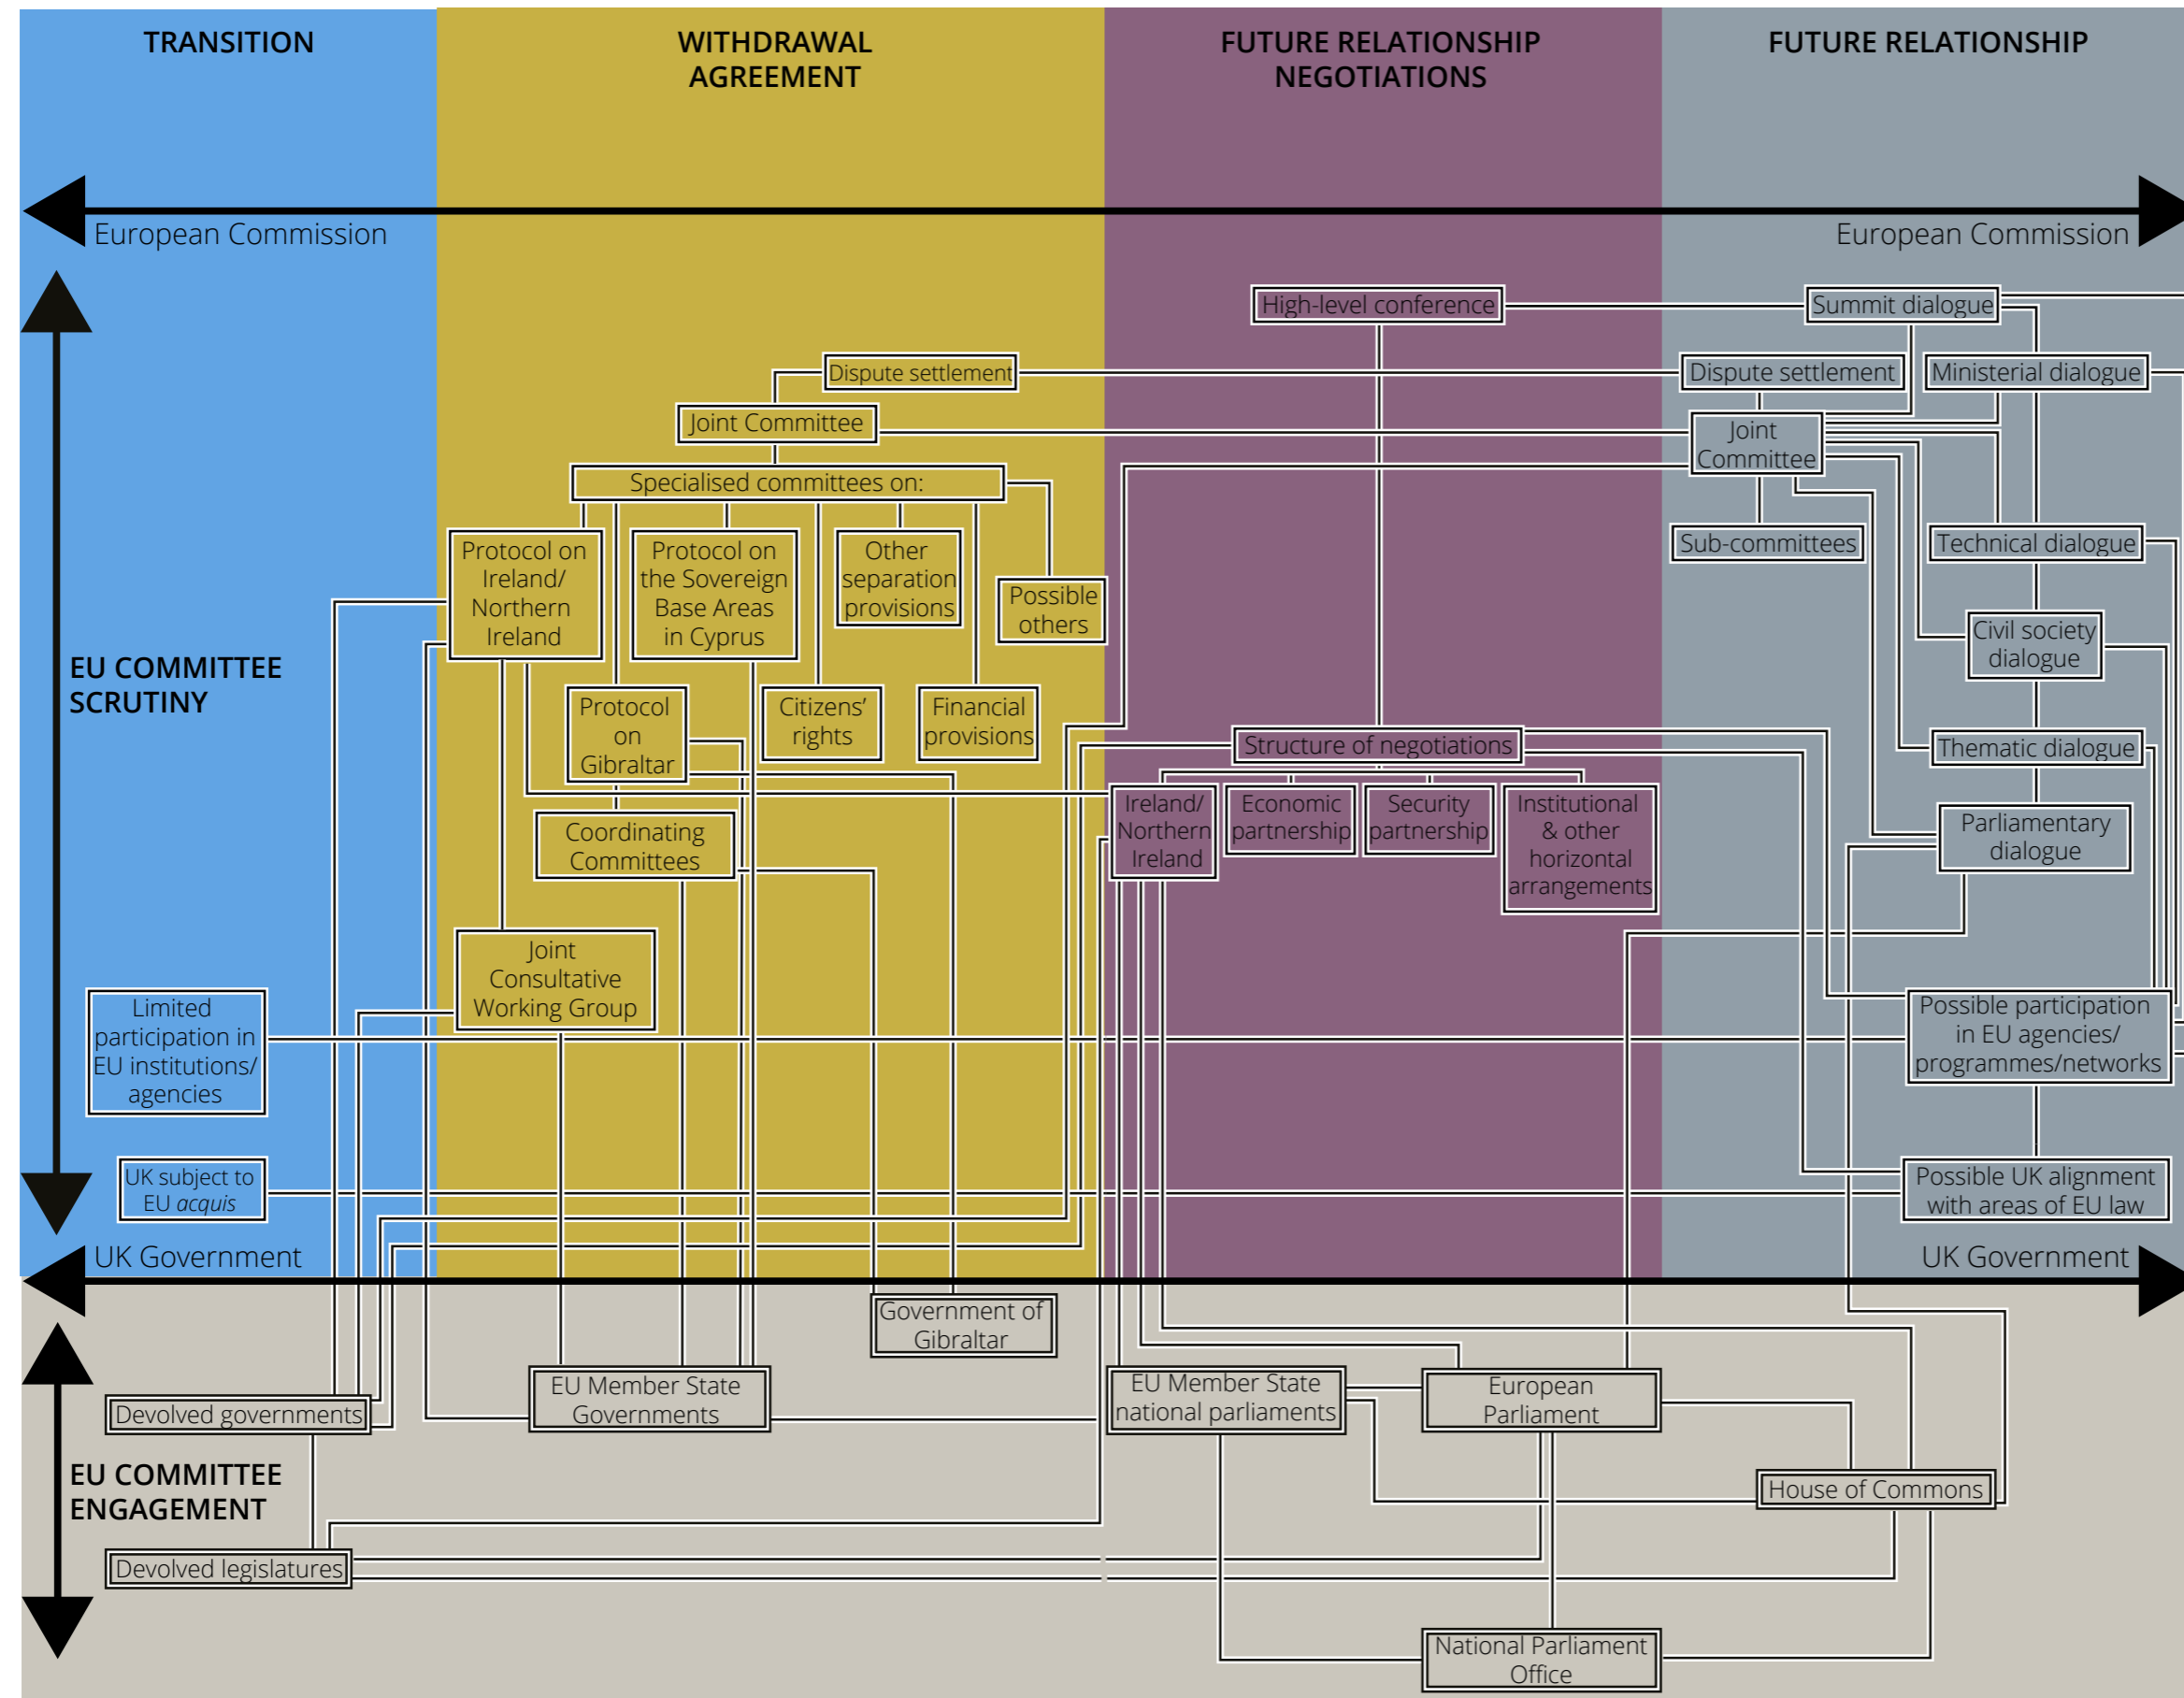 TRANSITION
WITHDRAWAL
AGREEMENT
FUTURE RELATIONSHIP
NEGOTIATIONS
FUTURE RELATIONSHIP
European Commission
European Commission
High-level conference
Summit dialogue
Dispute settlement
Dispute settlement
Ministerial dialogue
Joint Committee
Joint
Committee
Specialised committees on:
Protocol on
Ireland/
Northern
Ireland
Protocol on
the Sovereign
Base Areas
in Cyprus
Other
separation
provisions
Possible
others
Sub-committees
Technical dialogue
Civil society
dialogue
EU COMMITTEE
SCRUTINY
Protocol
on
Gibraltar
Citizens’
rights
Financial
provisions
Structure of negotiations
Thematic dialogue
Ireland/
Northern
Ireland
Economic
partnership
Security
partnership
Institutional
& other
horizontal
arrangements
Parliamentary
dialogue
Coordinating
Committees
Joint
Consultative
Working Group
Limited
participation in
EU institutions/
agencies
Possible participation
in EU agencies/
programmes/networks
UK subject to
EU acquis
Possible UK alignment
with areas of EU law
UK Government
UK Government
Government of
Gibraltar
Devolved governments
EU Member State
Governments
EU Member State
national parliaments
European
Parliament
EU COMMITTEE
ENGAGEMENT
House of Commons
Devolved legislatures
National Parliament
Office